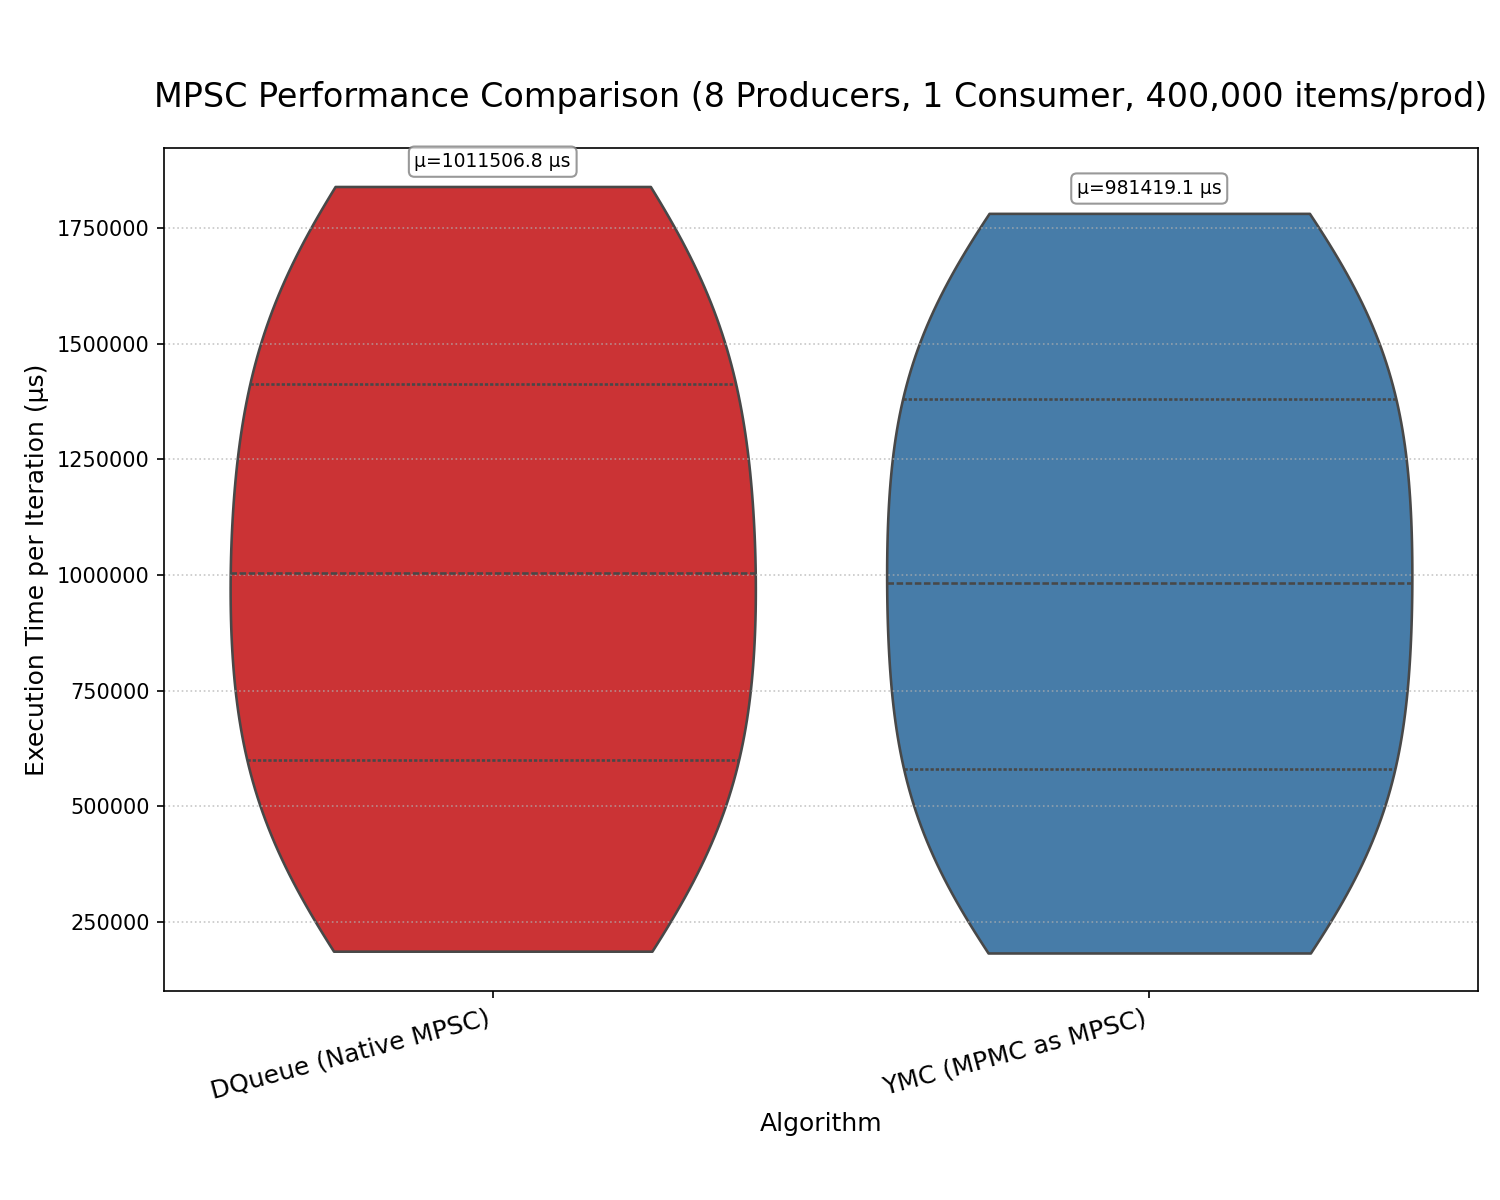 MPSC Performance Comparison (8 Producers, 1 Consumer, 400,000 items/prod)
μ=1011506.8 μs
μ=981419.1 μs
1750000
1500000
1250000
1000000
750000
500000
250000
Execution Time per Iteration (μs)
DQueue (Native MPSC)
YMC (MPMC as MPSC)
Algorithm